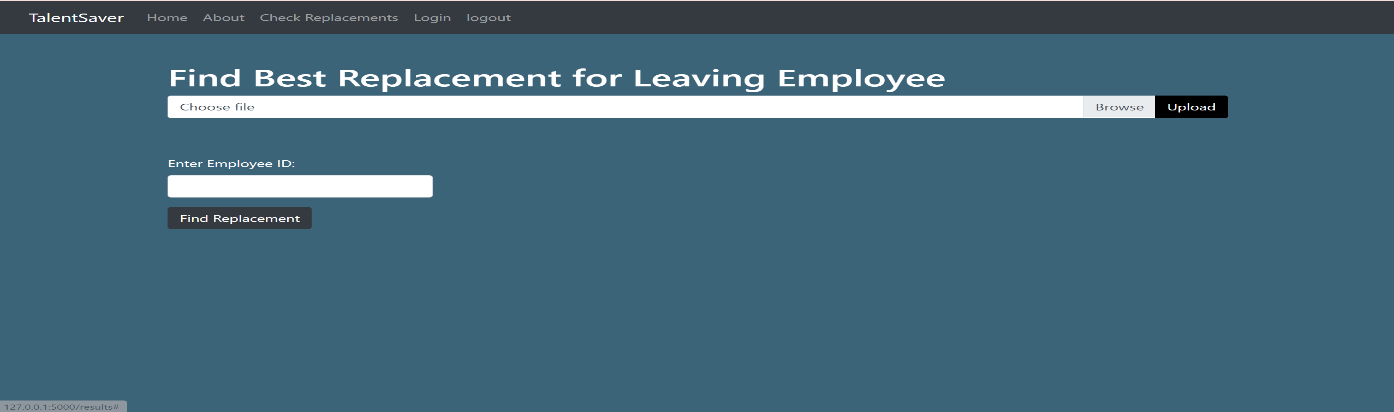 TalentSaver Home About Check Replacements Login logout
Find Best Replacement for Leaving Employee
Choose file Browse Upload
Enter Employee ID:
Find Replacement
127.0.0.1:5000/results#